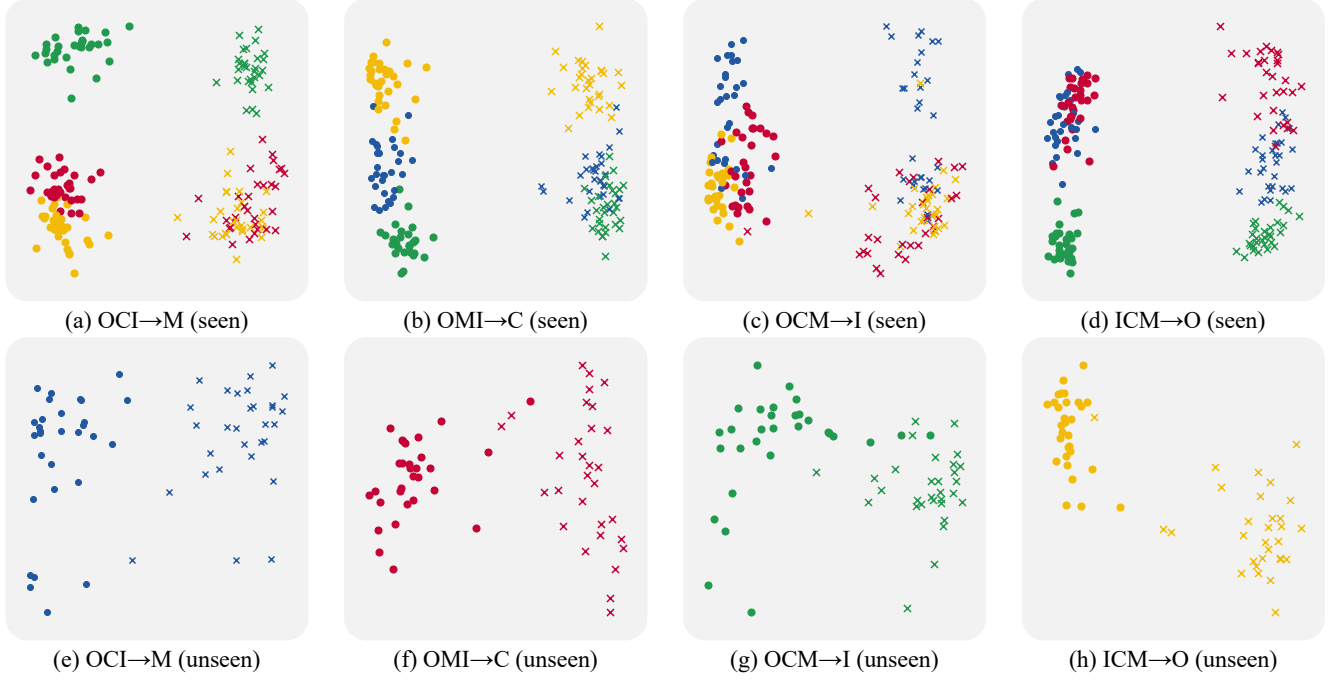 (a) OCI→M (seen)
(b) OMI→C (seen)
(c) OCM→I (seen)
(d) ICM→O (seen)
(e) OCI→M (unseen)
(f) OMI→C (unseen)
(g) OCM→I (unseen)
(h) ICM→O (unseen)